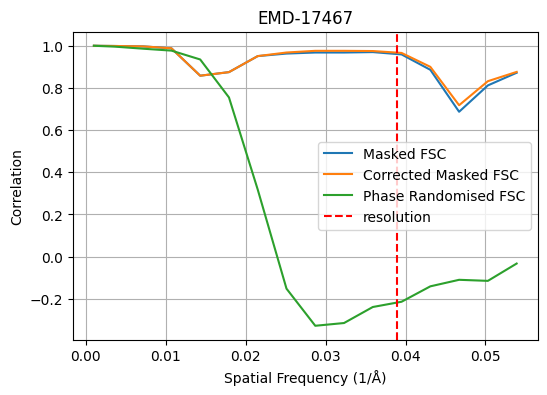 EMD-17467
Correlation
1.0
0.8
0.6
0.4
0.2
0.0
−0.2
Masked FSC
Corrected Masked FSC
Phase Randomised FSC
resolution
0.00 0.01 0.02 0.03 0.04 0.05
Spatial Frequency (1/Å)